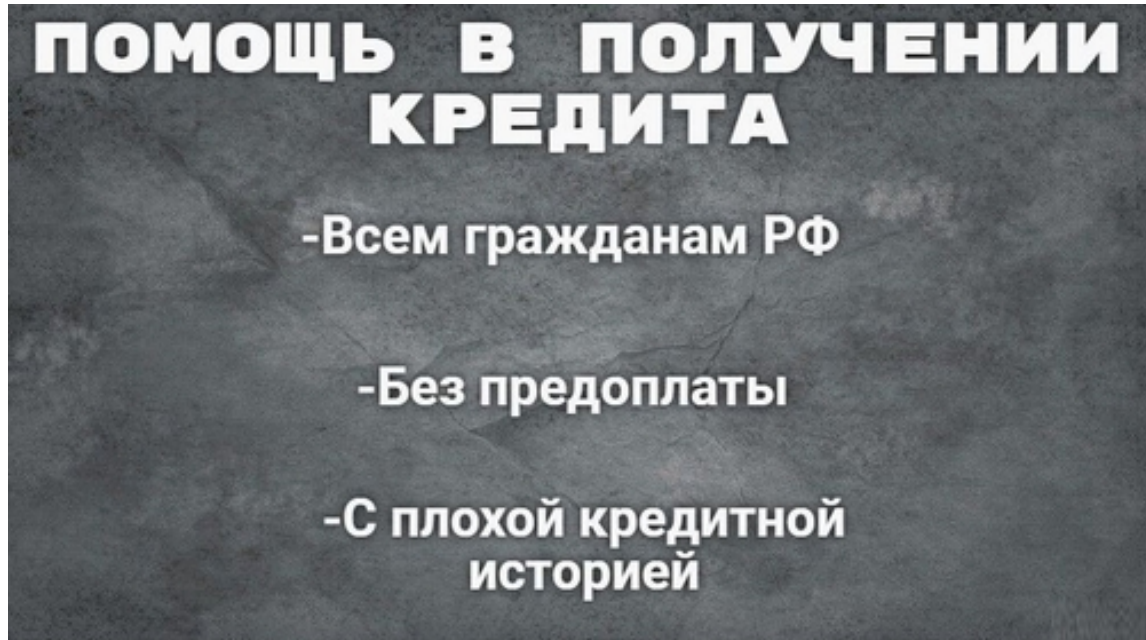 ПОМОЩЬ В ПОЛУЧЕНИИ
КРЕДИТА
-Всем гражданам РФ
-Без предоплаты
-С плохой кредитной
историей